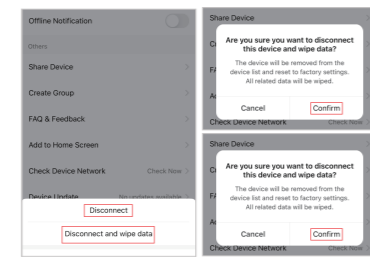 Offline Notification
Others
Share Device
Create Group
FAQ & Feedback
Add to Home Screen
Check Device Network Check Now
Device Update No updates available
Disconnect
Disconnect and wipe data
Share Device
Are you sure you want to disconnect
this device and wipe data?
The device will be removed from the
device list and reset to factory settings.
All related data will be wiped.
Cancel Confirm
Check Device Network Check Now
Share Device
Are you sure you want to disconnect
this device and wipe data?
The device will be removed from the
device list and reset to factory settings.
All related data will be wiped.
Cancel Confirm
Check Device Network Check Now